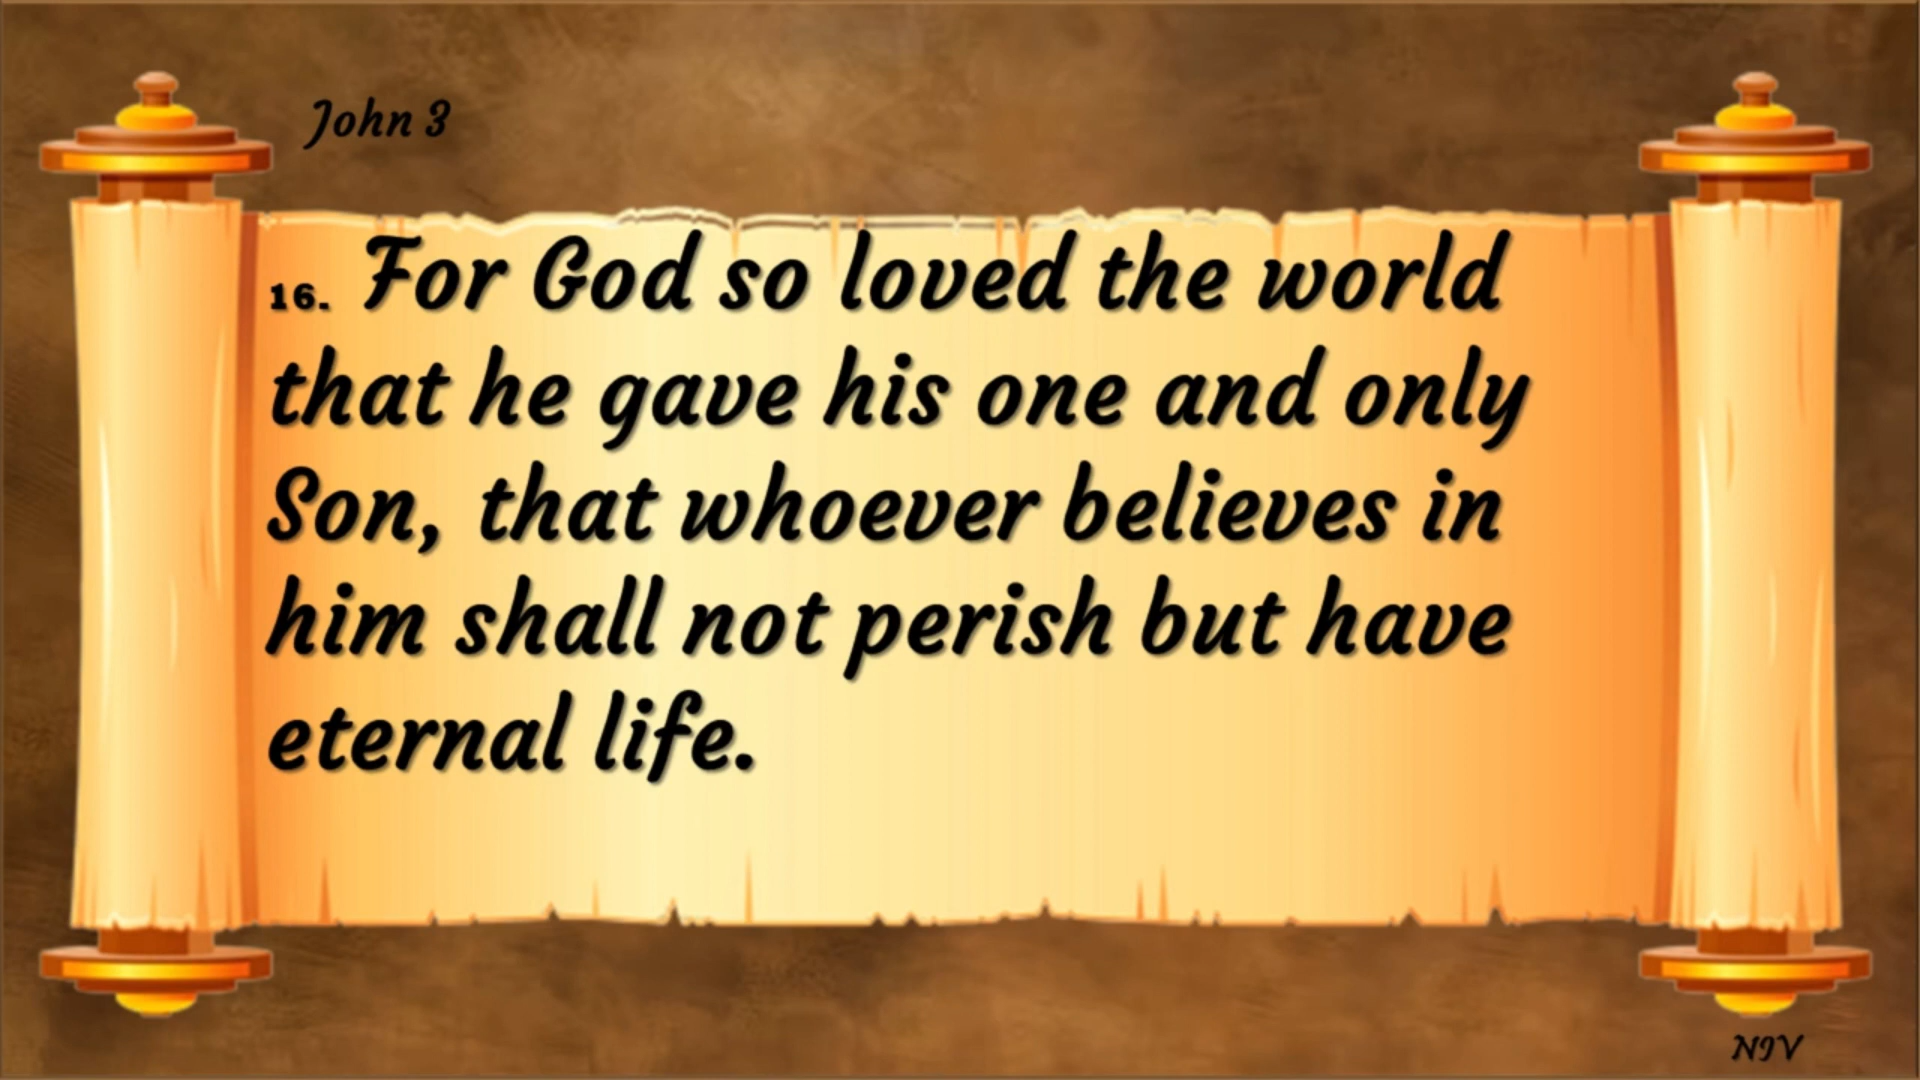 John 3
16. For God so loved the world
that he gave his one and only
Son, that whoever believes in
him shall not perish but have
eternal life.
NIV